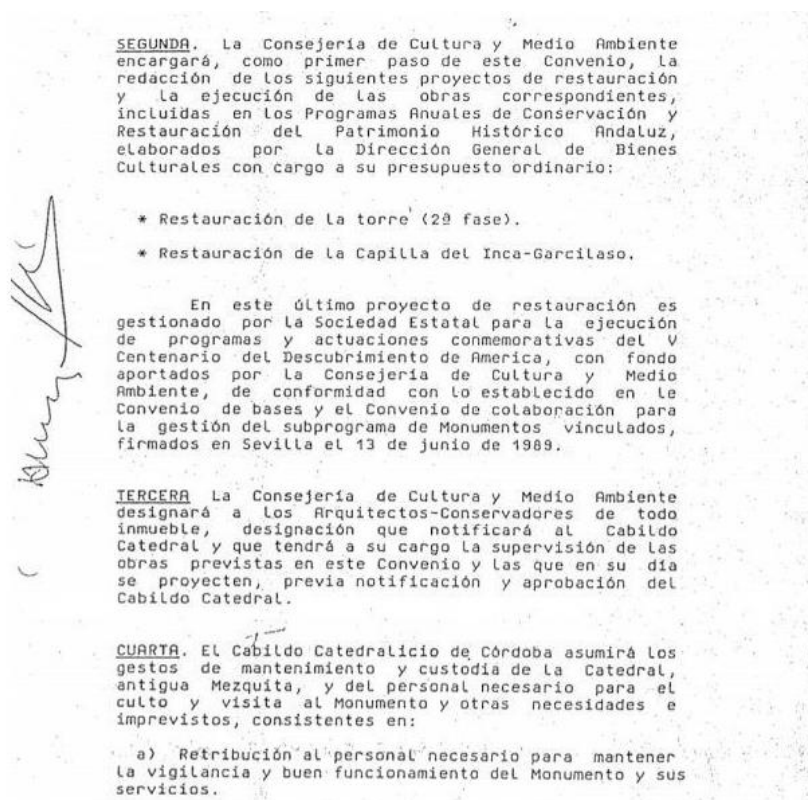 SEGUNDA. La Consejería de Cultura y Medio Ambiente
encargará, como primer paso de este Convenio, la
redacción de los siguientes proyectos de restauración
y la ejecución de las obras correspondientes,
incluidas en los Programas Anuales de Conservación y
Restauración del Patrimonio Histórico Andaluz,
elaborados por la Dirección General de Bienes
Culturales con cargo a su presupuesto ordinario:
* Restauración de la torre (2ª fase).
* Restauración de la Capilla del Inca-Garcilaso.
En este último proyecto de restauración es
gestionado por la Sociedad Estatal para la ejecución
de programas y actuaciones conmemorativas del V
Centenario del Descubrimiento de America, con fondo
aportados por la Consejería de Cultura y Medio
Ambiente, de conformidad con lo establecido en le
Convenio de bases y el Convenio de colaboración para
la gestión del subprograma de Monumentos vinculados,
firmados en Sevilla el 13 de junio de 1989.
TERCERA La Consejería de Cultura y Medio Ambiente
designará a los Arquitectos-Conservadores de todo
inmueble, designación que notificará al Cabildo
Catedral y que tendrá a su cargo la supervisión de las
obras previstas en este Convenio y las que en su día
se proyecten, previa notificación y aprobación del
Cabildo Catedral.
CUARTA. El Cabildo Catedralicio de Córdoba asumirá los
gestos de mantenimiento y custodia de la Catedral,
antigua Mezquita, y del personal necesario para el
culto y visita al Monumento y otras necesidades e
imprevistos, consistentes en:
a) Retribución al personal necesario para mantener
la vigilancia y buen funcionamiento del Monumento y sus
servicios.